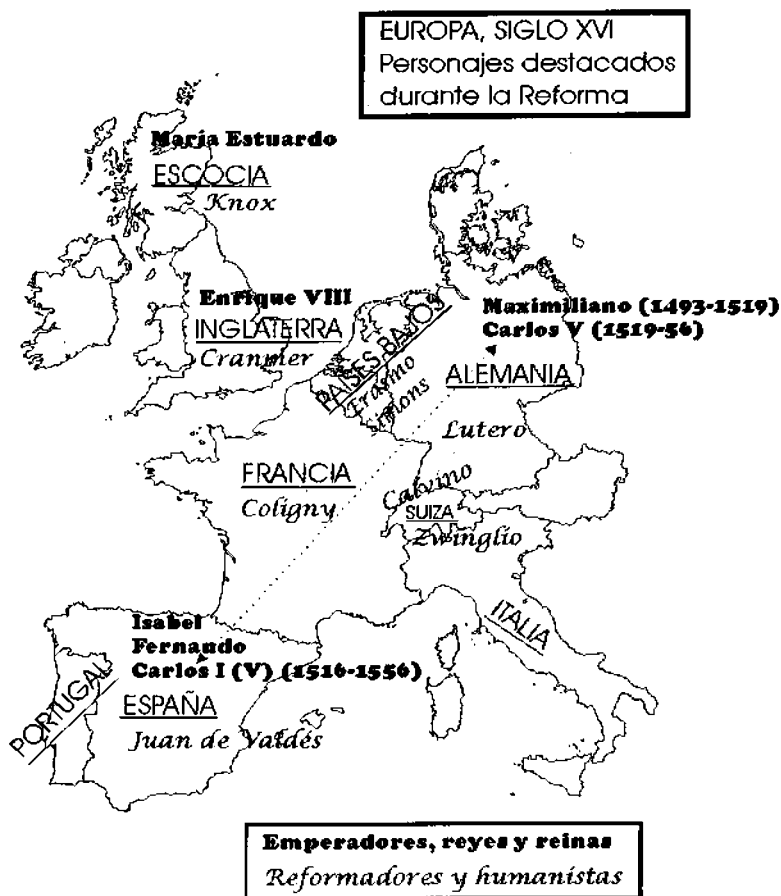 EUROPA, SIGLO XVI
Personajes destacados
durante la Reforma
María Estuardo
ESCOCIA
Knox
Enrique VIII
INGLATERRA
Cranmer
PAÍSES BAJOS
Erasmo
Simons
Maximiliano (1493-1519)
Carlos V (1519-56)
ALEMANIA
Lutero
FRANCIA
Coligny
Calvino
SUIZA
Zwinglio
ITALIA
Isabel
Fernando
Carlos I (V) (1516-1556)
PORTUGAL
ESPAÑA
Juan de Valdés
Emperadores, reyes y reinas
Reformadores y humanistas